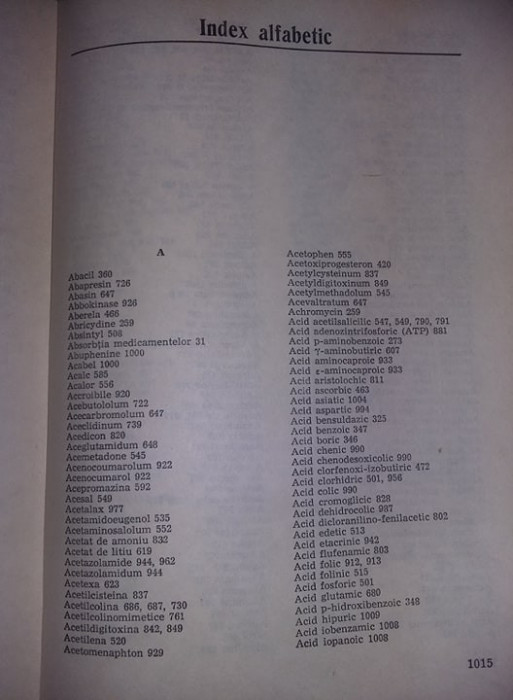 Index alfabetic
A
Abacil 360
Abapresin 726
Abasin 647
Abbokinase 926
Aberela 466
Abricydine 259
Absintyl 508
Absorbția medicamentelor 31
Abuphenine 1000
Acabel 1000
Acale 585
Acalor 556
Accroibile 920
Acebutololum 722
Acecarbromolum 647
Aceclidinum 739
Acedicon 820
Aceglutamidum 648
Acemetadone 545
Acenocoumarolum 922
Acenocumarol 922
Acepromazina 592
Acesal 549
Acetalax 977
Acetamidoeugenol 535
Acetaminosalolum 552
Acetat de amoniu 833
Acetat de litiu 619
Acetazolamide 944, 962
Acetazolamidum 944
Acetexa 623
Acetilcisteina 837
Acetilcolina 686, 687, 730
Acetilcolinomimetice 761
Acetildigitoxina 842, 849
Acetilena 520
Acetomenaphton 929
Acetophen 555
Acetoxiprogesteron 420
Acetylcysteinum 837
Acetyldigitoxinum 849
Acetylmethadolum 545
Acevaltratum 647
Achromycin 259
Acid acetilsalicilic 547, 549, 790, 791
Acid adenozintrifosforic (ATP) 881
Acid p-aminobenzoic 273
Acid γ-aminobutiric 607
Acid aminocaproic 933
Acid ε-aminocaproic 933
Acid aristolochic 811
Acid ascorbic 463
Acid asiatic 1004
Acid aspartic 994
Acid bensuldazic 325
Acid benzoic 347
Acid boric 346
Acid chenic 990
Acid chenodesoxicolic 990
Acid clorfenoxi-izobutiric 472
Acid clorhidric 501, 956
Acid colic 990
Acid cromoglicic 828
Acid dehidrocolic 987
Acid dicloranilino-fenilacetic 802
Acid edetic 513
Acid etacrinic 942
Acid flufenamic 803
Acid folic 912, 913
Acid folinic 515
Acid fosforic 501
Acid glutamic 680
Acid p-hidroxibenzoic 348
Acid hipuric 1009
Acid iobenzamic 1008
Acid iopanoic 1008
1015